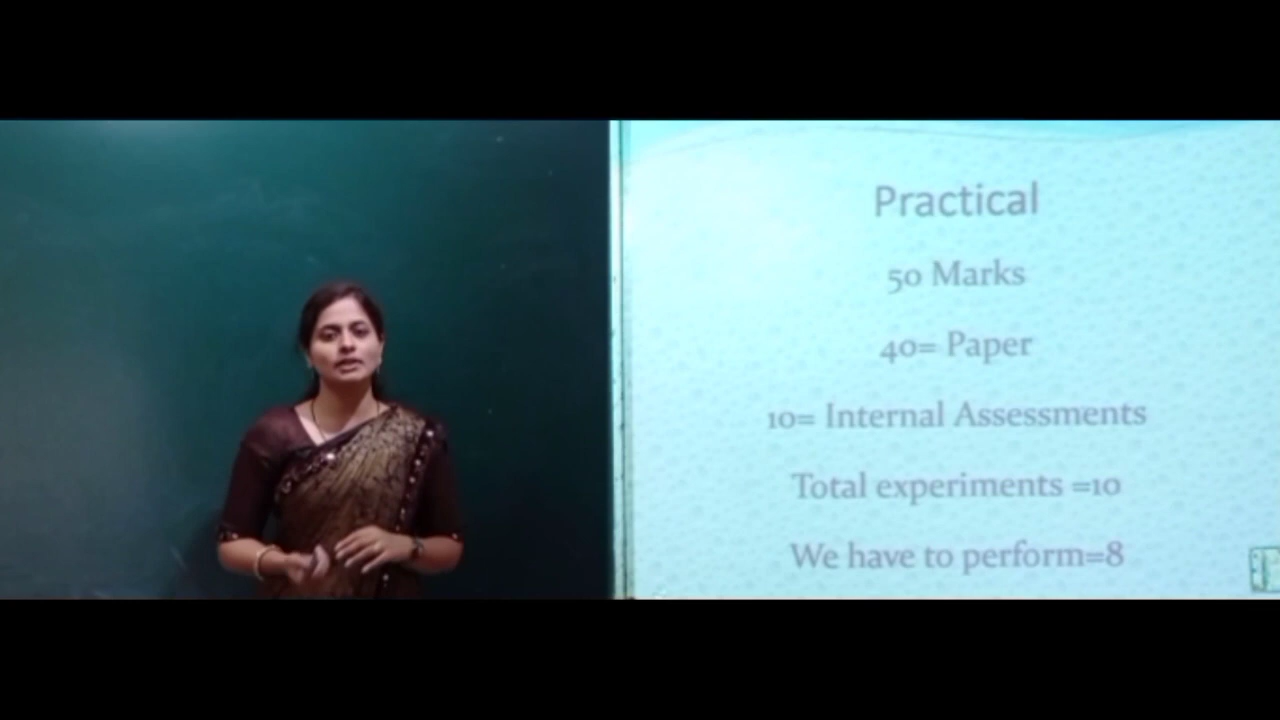 Practical
50 Marks
40= Paper
10= Internal Assessments
Total experiments =10
We have to perform=8